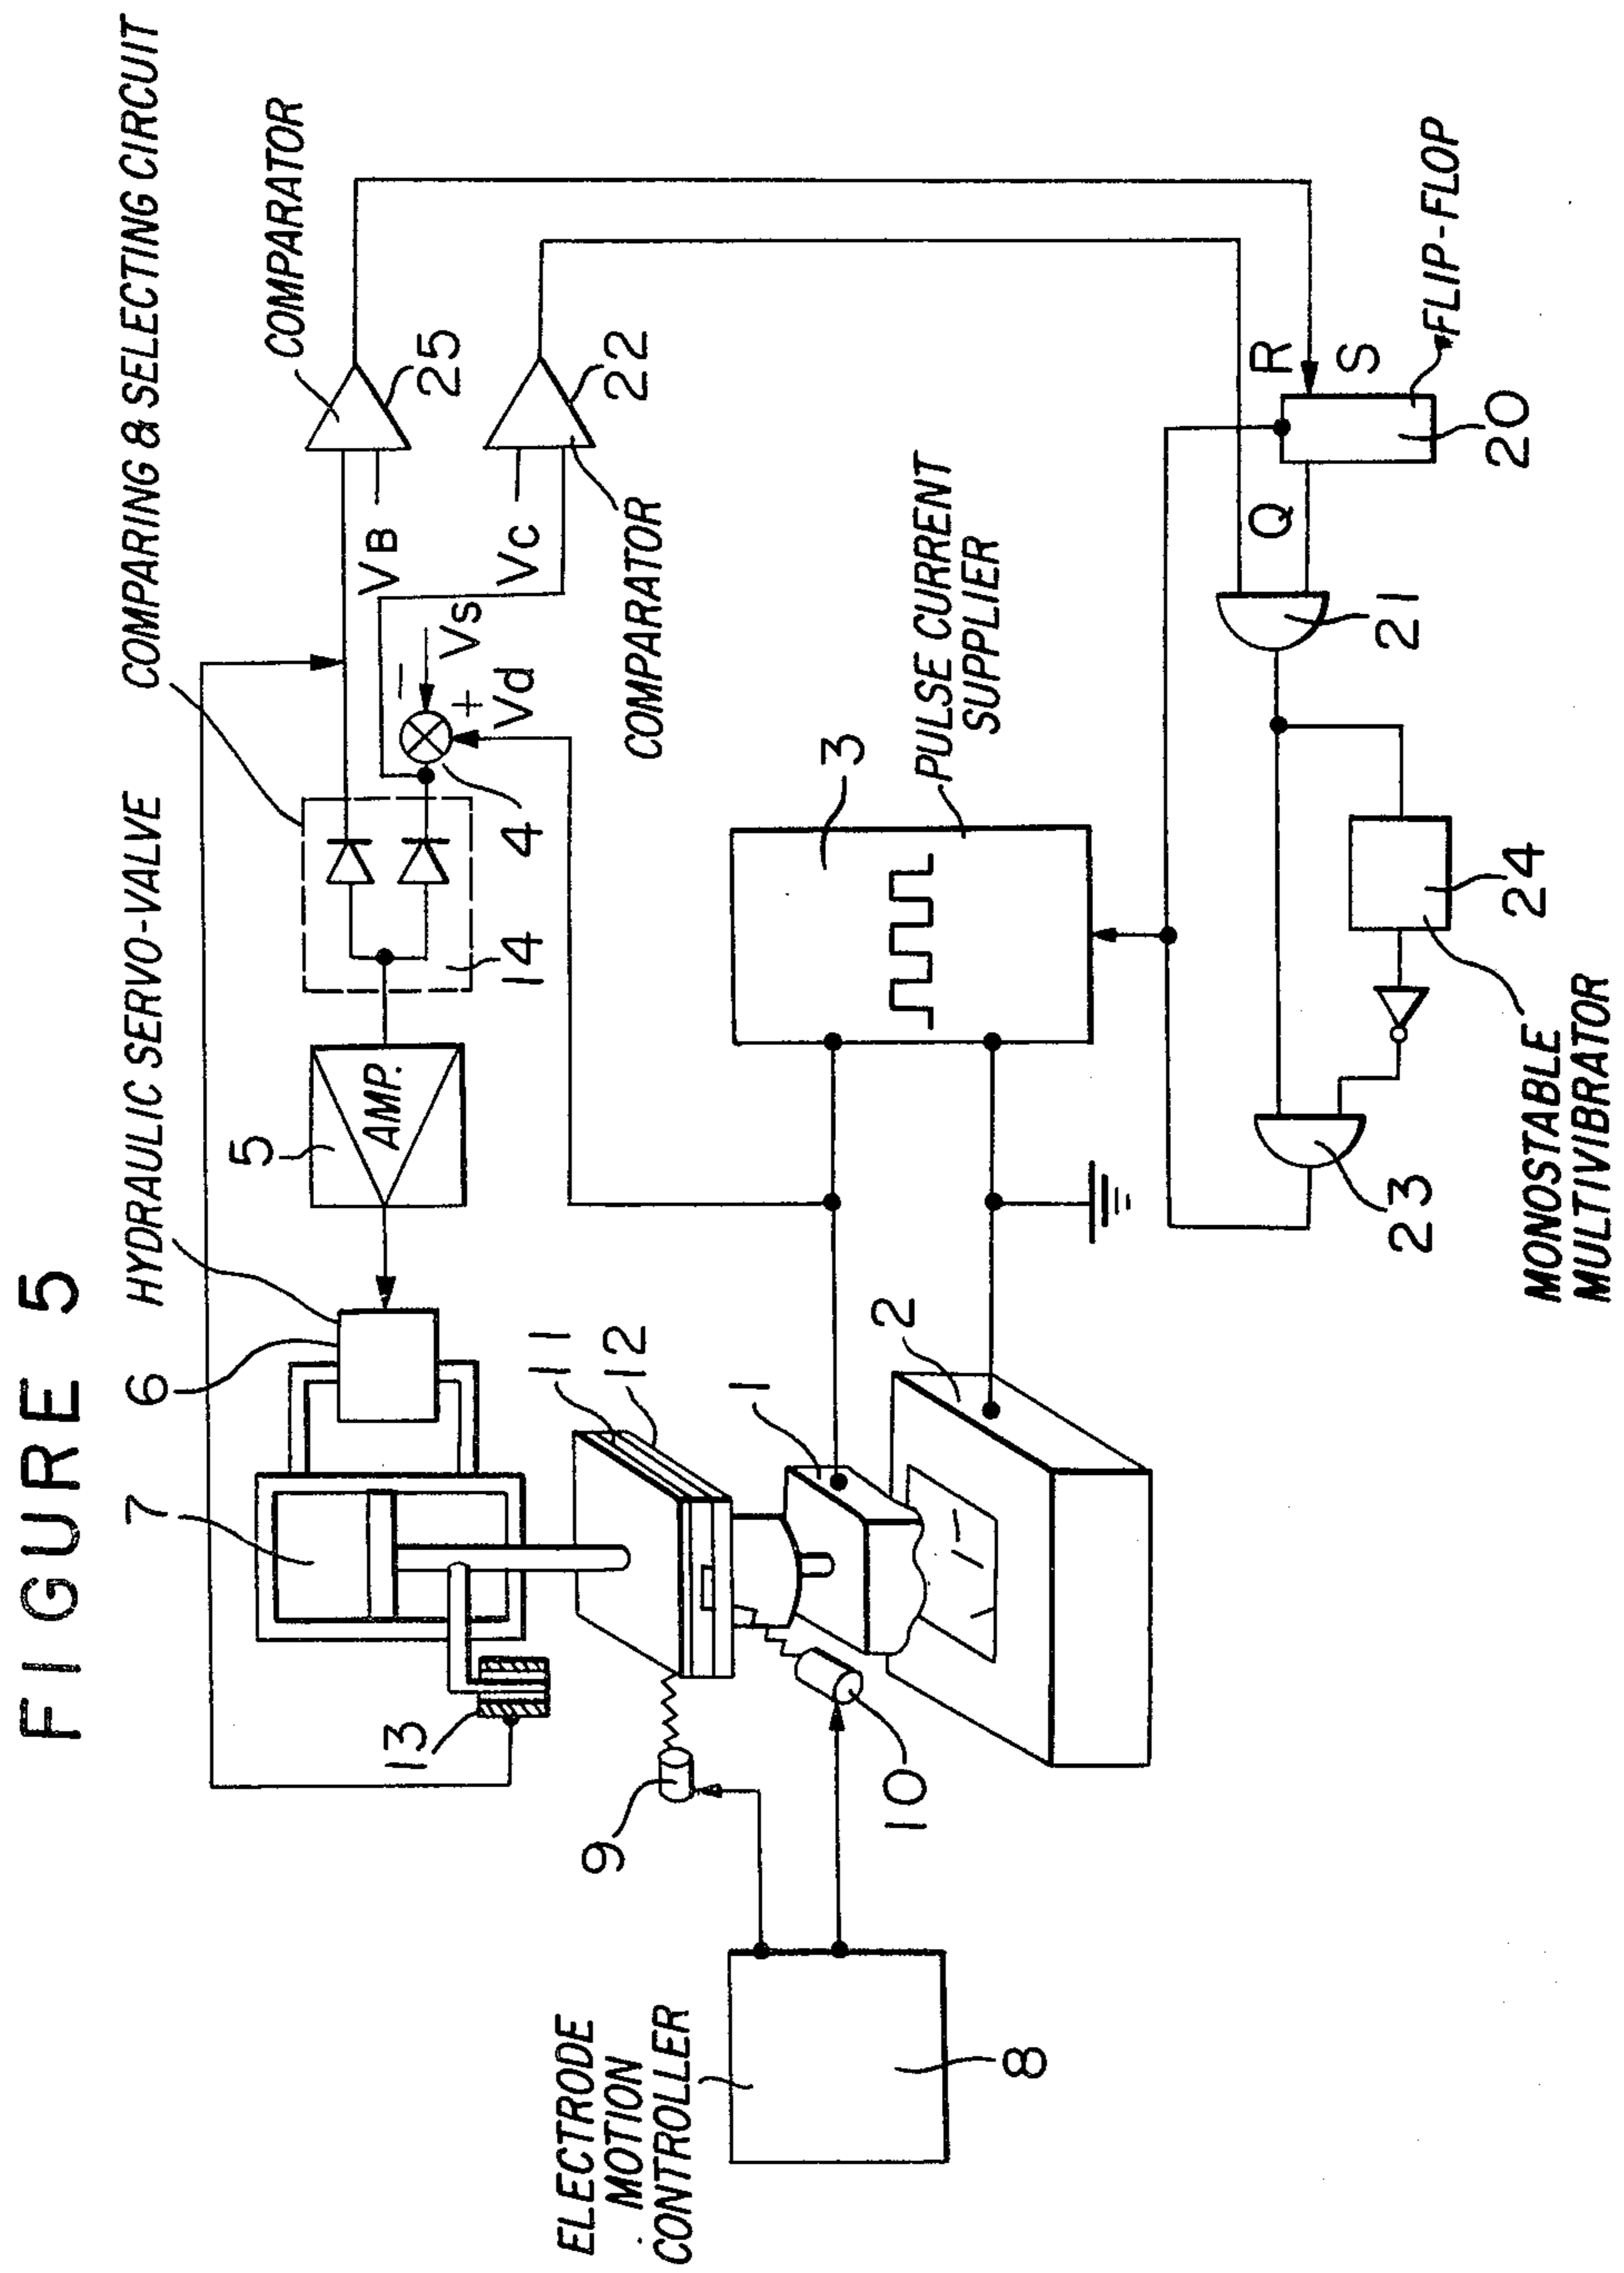 FIGURE 5
HYDRAULIC SERVO-VALVE
COMPARING & SELECTING CIRCUIT
COMPARATOR
7
6
5
AMP.
14
4
VB
25
13
11
12
Vs
−
+
Vd
Vc
22
COMPARATOR
9
1
2
3
PULSE CURRENT
SUPPLIER
10
ELECTRODE
MOTION
CONTROLLER
8
R
S
Q
21
20
FLIP-FLOP
23
24
MONOSTABLE
MULTIVIBRATOR